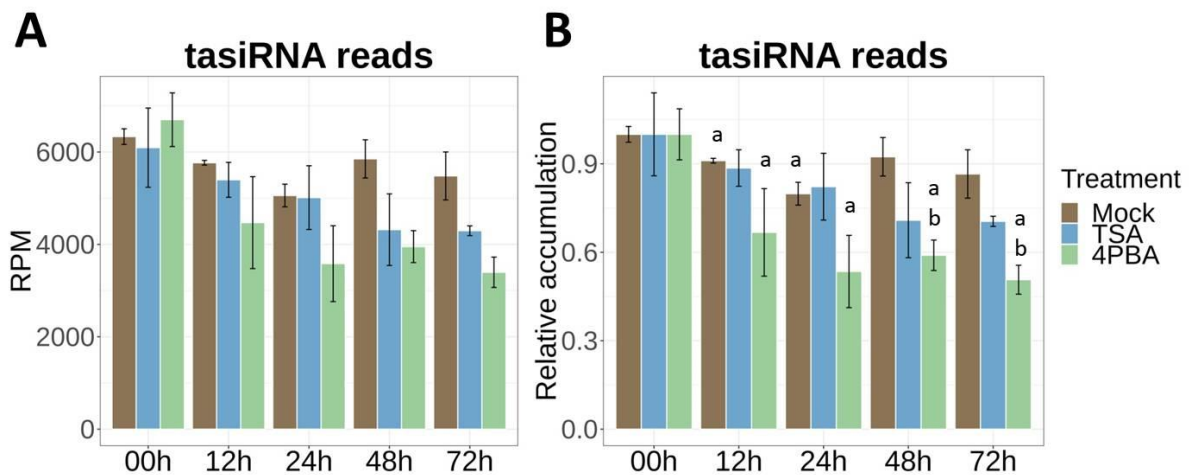 A
tasiRNA reads
RPM
6000
4000
2000
0
00h 12h 24h 48h 72h
B
tasiRNA reads
Relative accumulation
0.9
0.6
0.3
0.0
a
a
a
a
a
b
a
b
00h 12h 24h 48h 72h
Treatment
Mock
TSA
4PBA